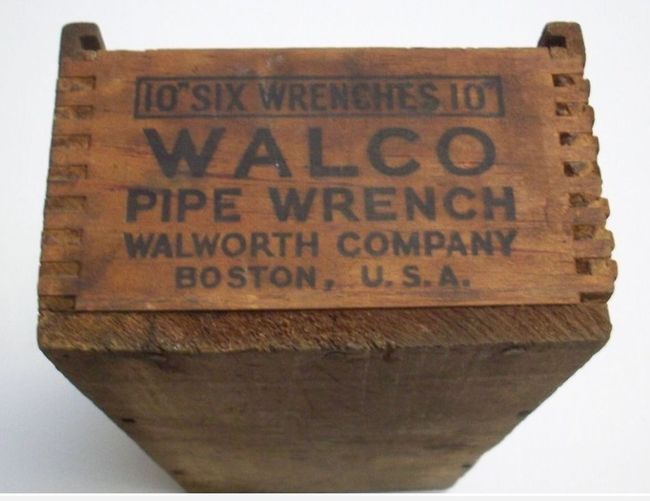 10" SIX WRENCHES 10"
WALCO
PIPE WRENCH
WALWORTH COMPANY
BOSTON, U.S.A.